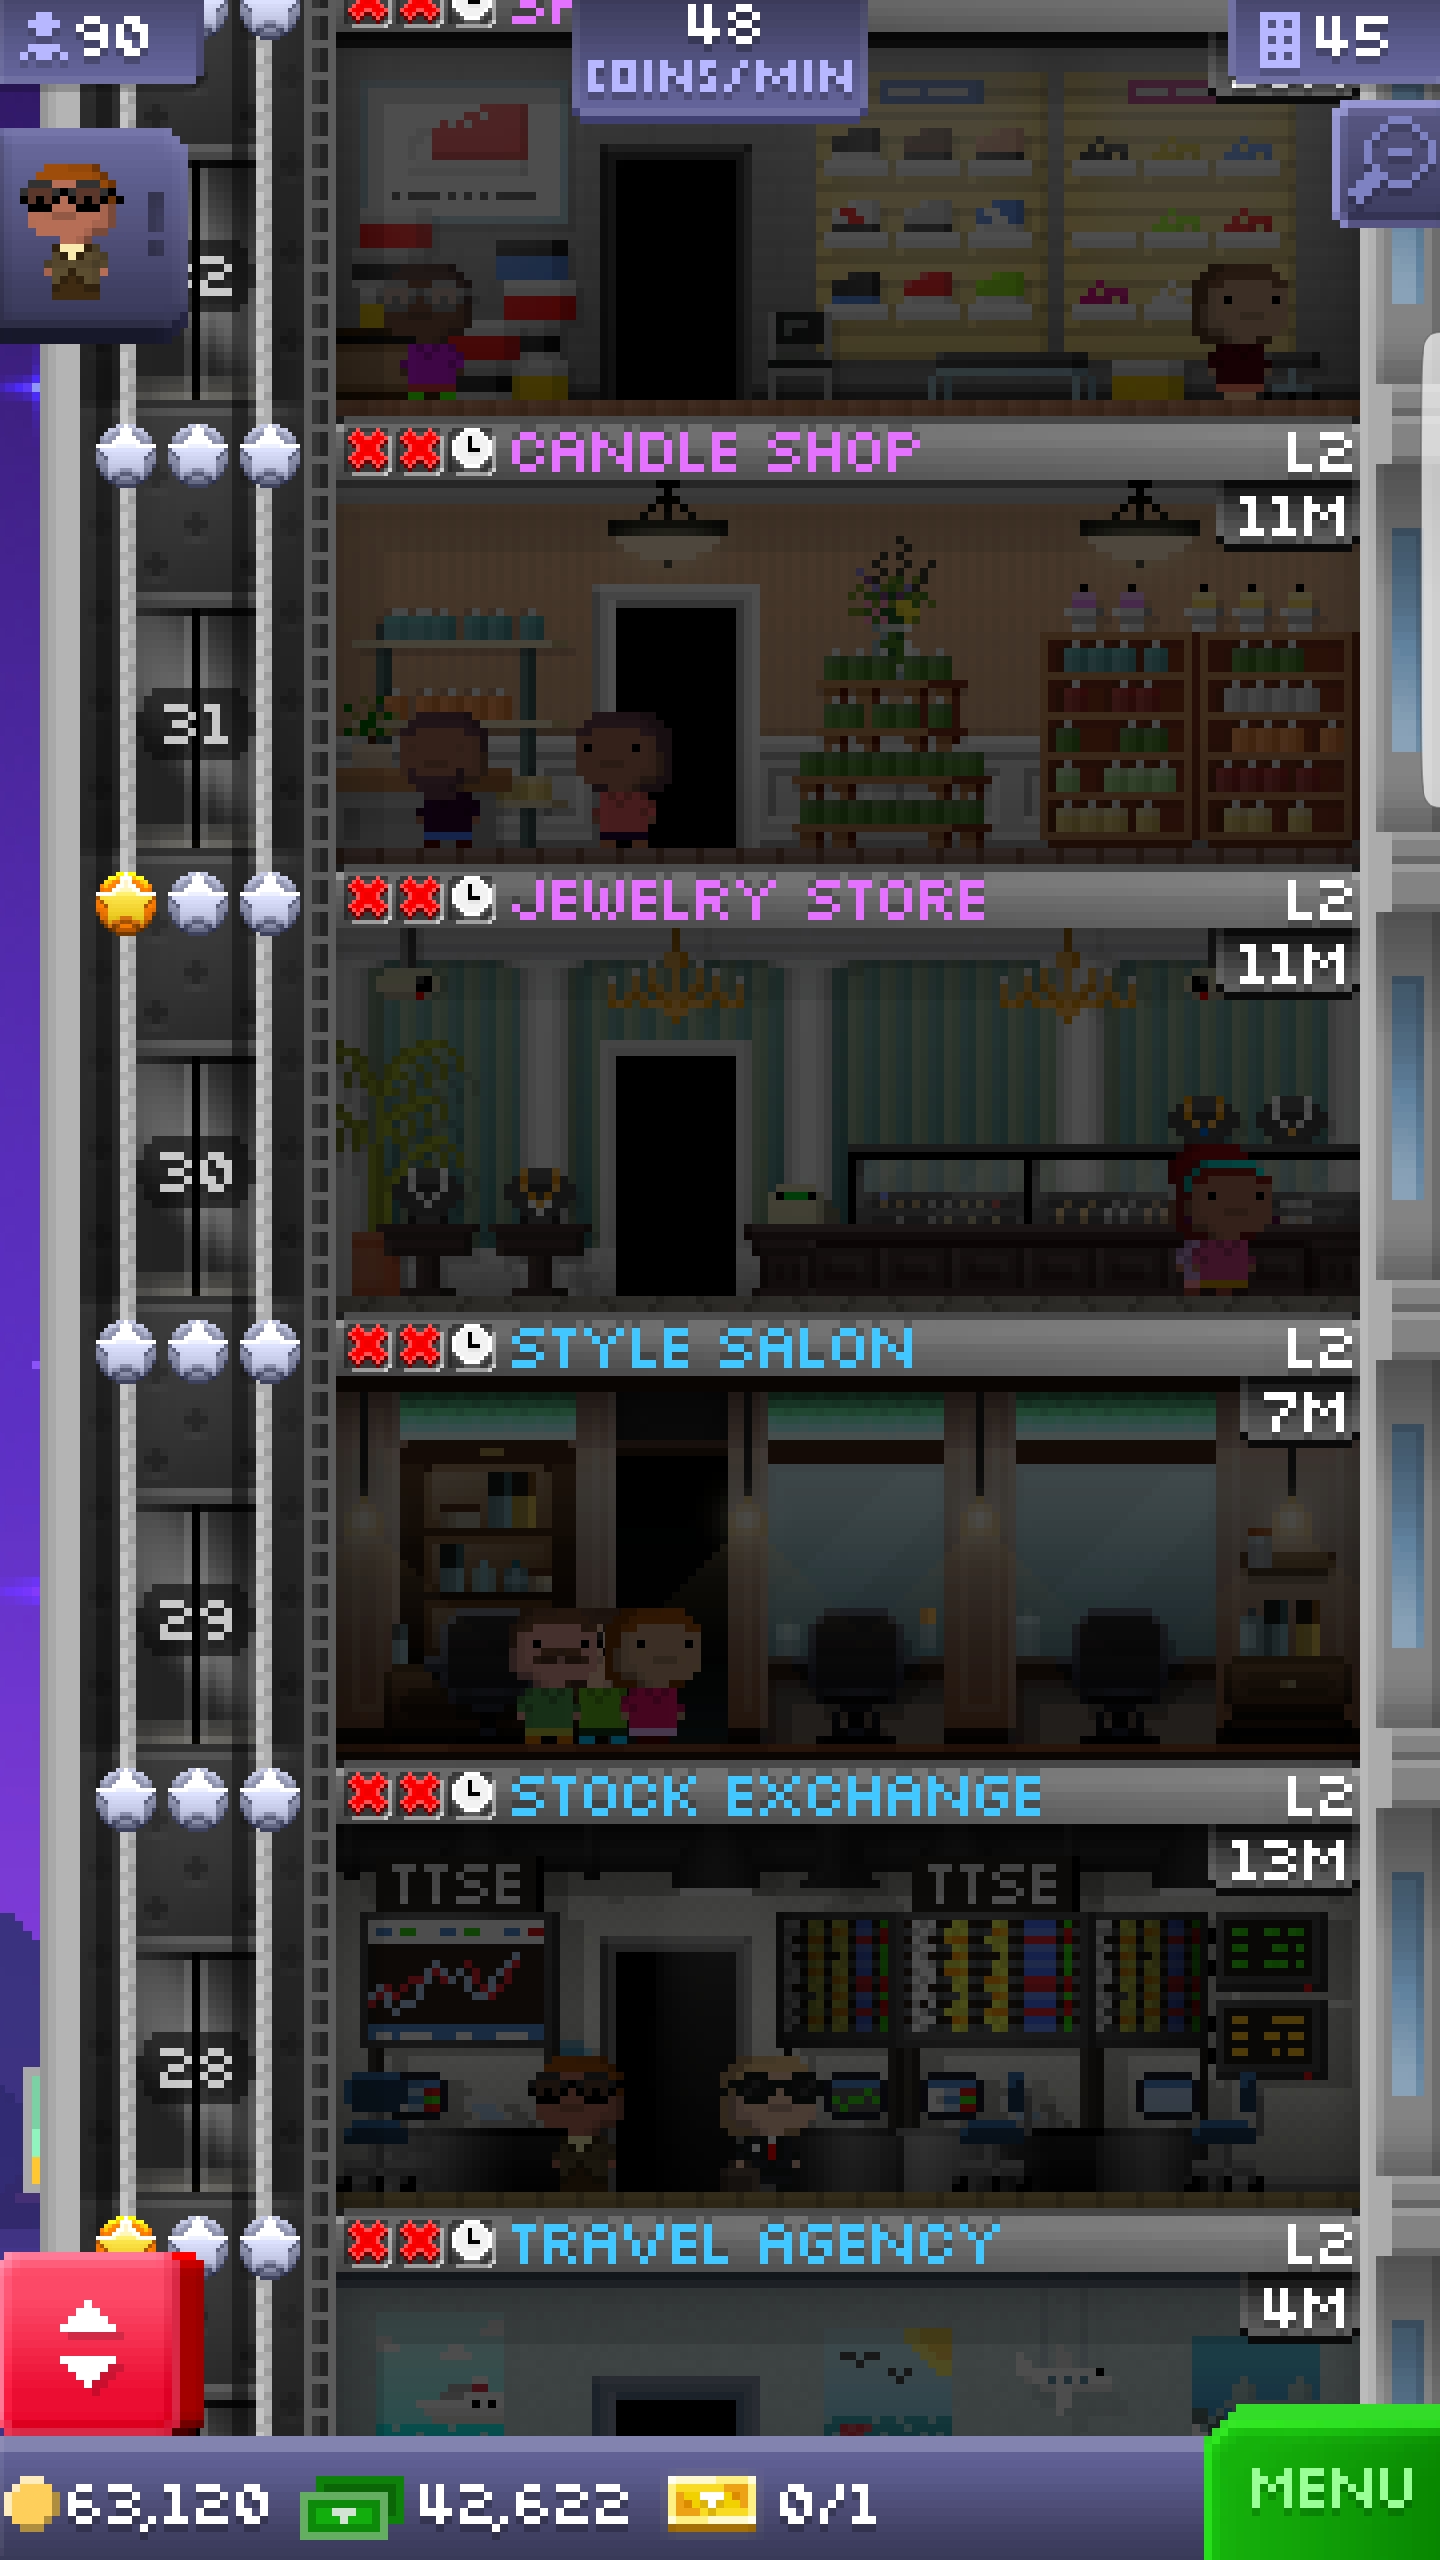 90
48
COINS/MIN
45
CANDLE SHOP L2
11M
31
JEWELRY STORE L2
11M
30
STYLE SALON L2
7M
29
STOCK EXCHANGE L2
13M
TTSE TTSE
28
TRAVEL AGENCY L2
4M
63,120 42,622 0/1
MENU